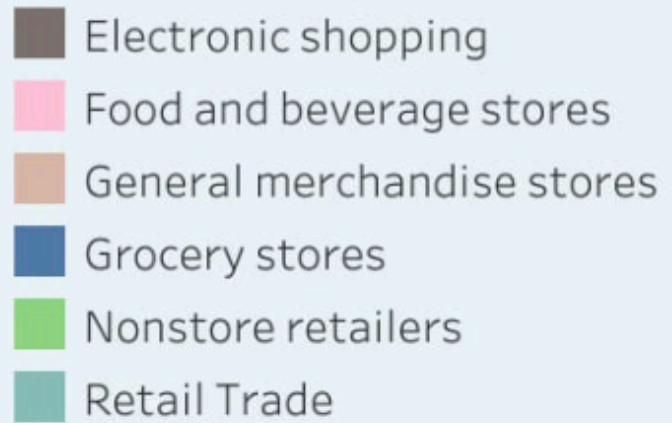 Electronic shopping
Food and beverage stores
General merchandise stores
Grocery stores
Nonstore retailers
Retail Trade